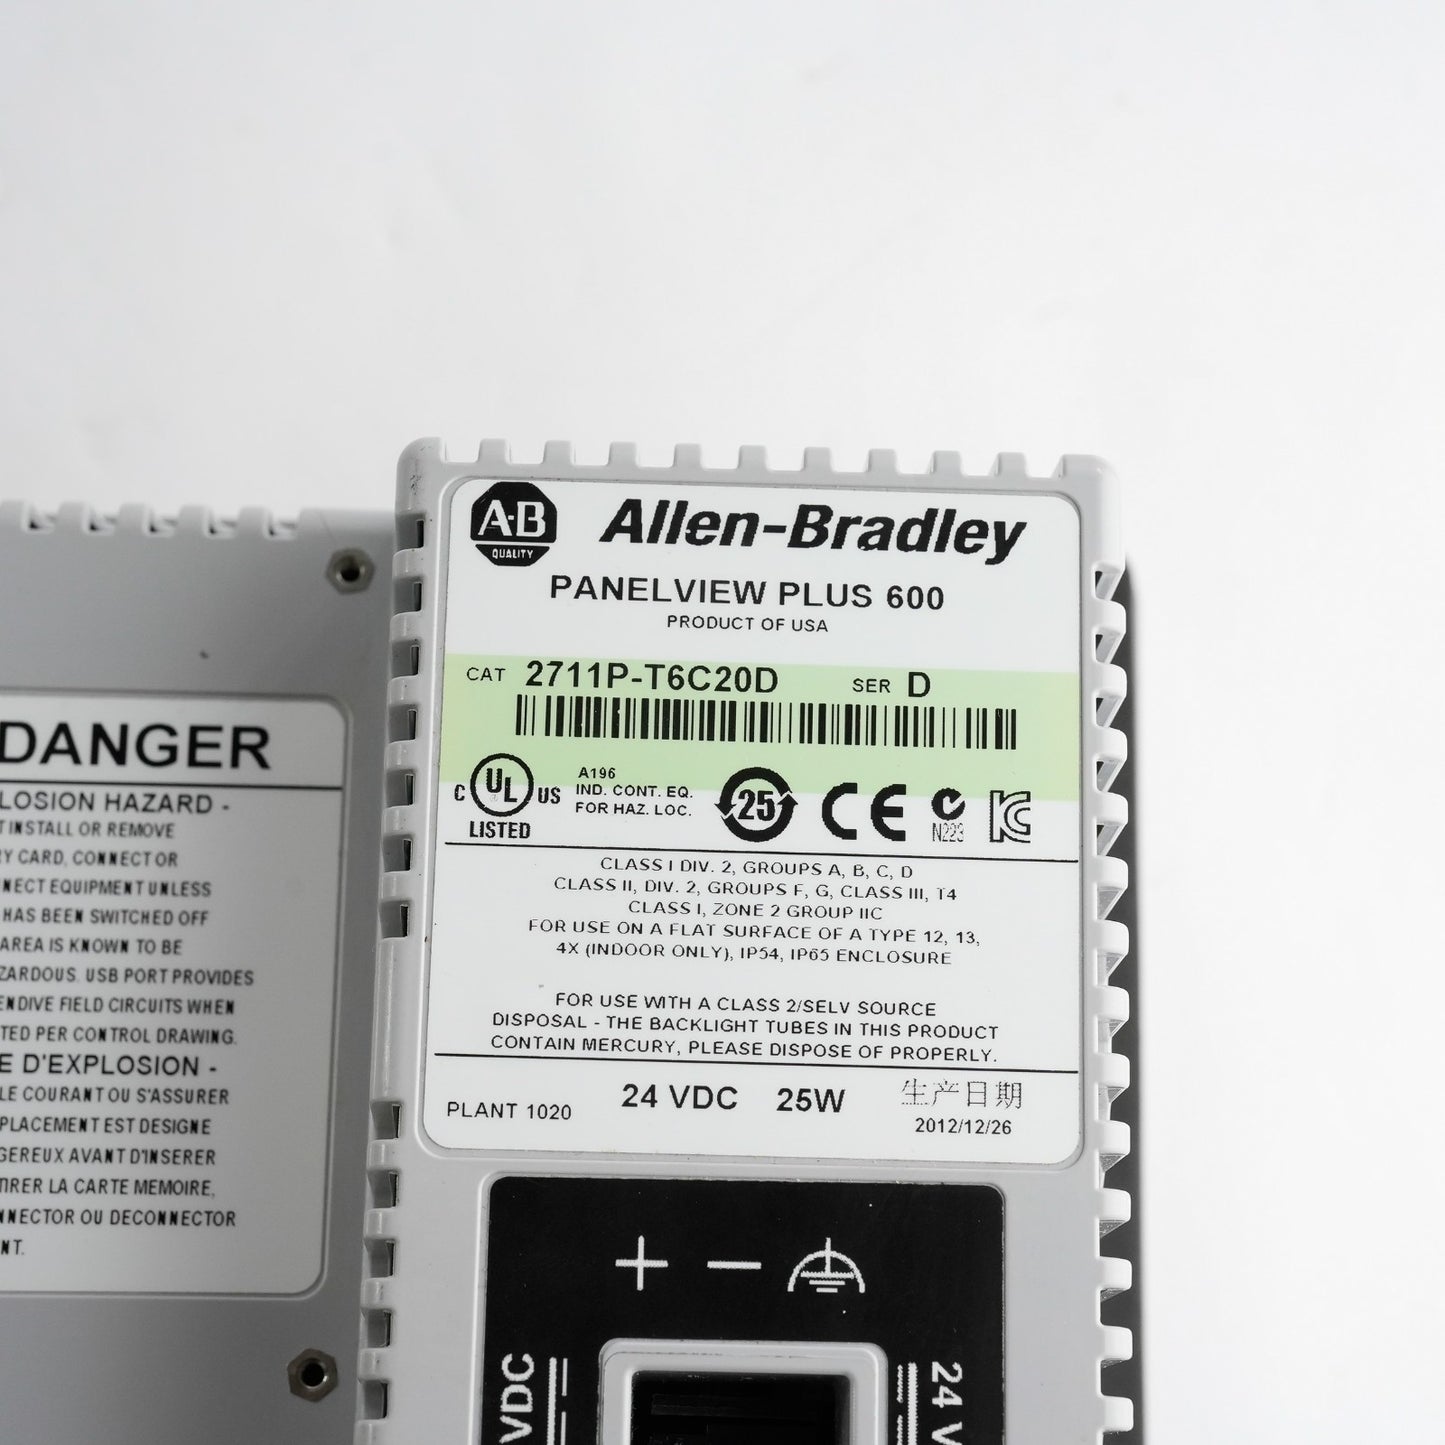 DANGER
LOSION HAZARD -
T INSTALL OR REMOVE
RY CARD, CONNECT OR
NNECT EQUIPMENT UNLESS
HAS BEEN SWITCHED OFF
AREA IS KNOWN TO BE
ZARDOUS. USB PORT PROVIDES
ENDIVE FIELD CIRCUITS WHEN
TED PER CONTROL DRAWING.
E D'EXPLOSION -
LE COURANT OU S'ASSURER
PLACEMENT EST DESIGNE
GEREUX AVANT D'INSERER
TIRER LA CARTE MEMOIRE,
NNECTOR OU DECONNECTOR
NT.
A-B
QUALITY
Allen-Bradley
PANELVIEW PLUS 600
PRODUCT OF USA
CAT 2711P-T6C20D SER D
C UL US
LISTED
A196
IND. CONT. EQ.
FOR HAZ. LOC.
25
CE
N223
KC
CLASS I DIV. 2, GROUPS A, B, C, D
CLASS II, DIV. 2, GROUPS F, G, CLASS III, T4
CLASS I, ZONE 2 GROUP IIC
FOR USE ON A FLAT SURFACE OF A TYPE 12, 13,
4X (INDOOR ONLY), IP54, IP65 ENCLOSURE
FOR USE WITH A CLASS 2/SELV SOURCE
DISPOSAL - THE BACKLIGHT TUBES IN THIS PRODUCT
CONTAIN MERCURY, PLEASE DISPOSE OF PROPERLY.
PLANT 1020 24 VDC 25W 生产日期
2012/12/26
+ -
VDC
24 V